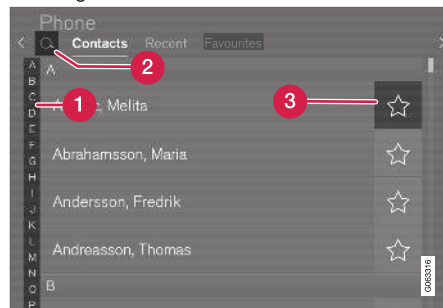 Phone
Contacts Recent Favourites
A
Melita
Abrahamsson, Maria
Andersson, Fredrik
Andreasson, Thomas
B
A
B
C
D
E
F
G
H
I
J
K
L
M
N
O
P
1
2
3
G063316